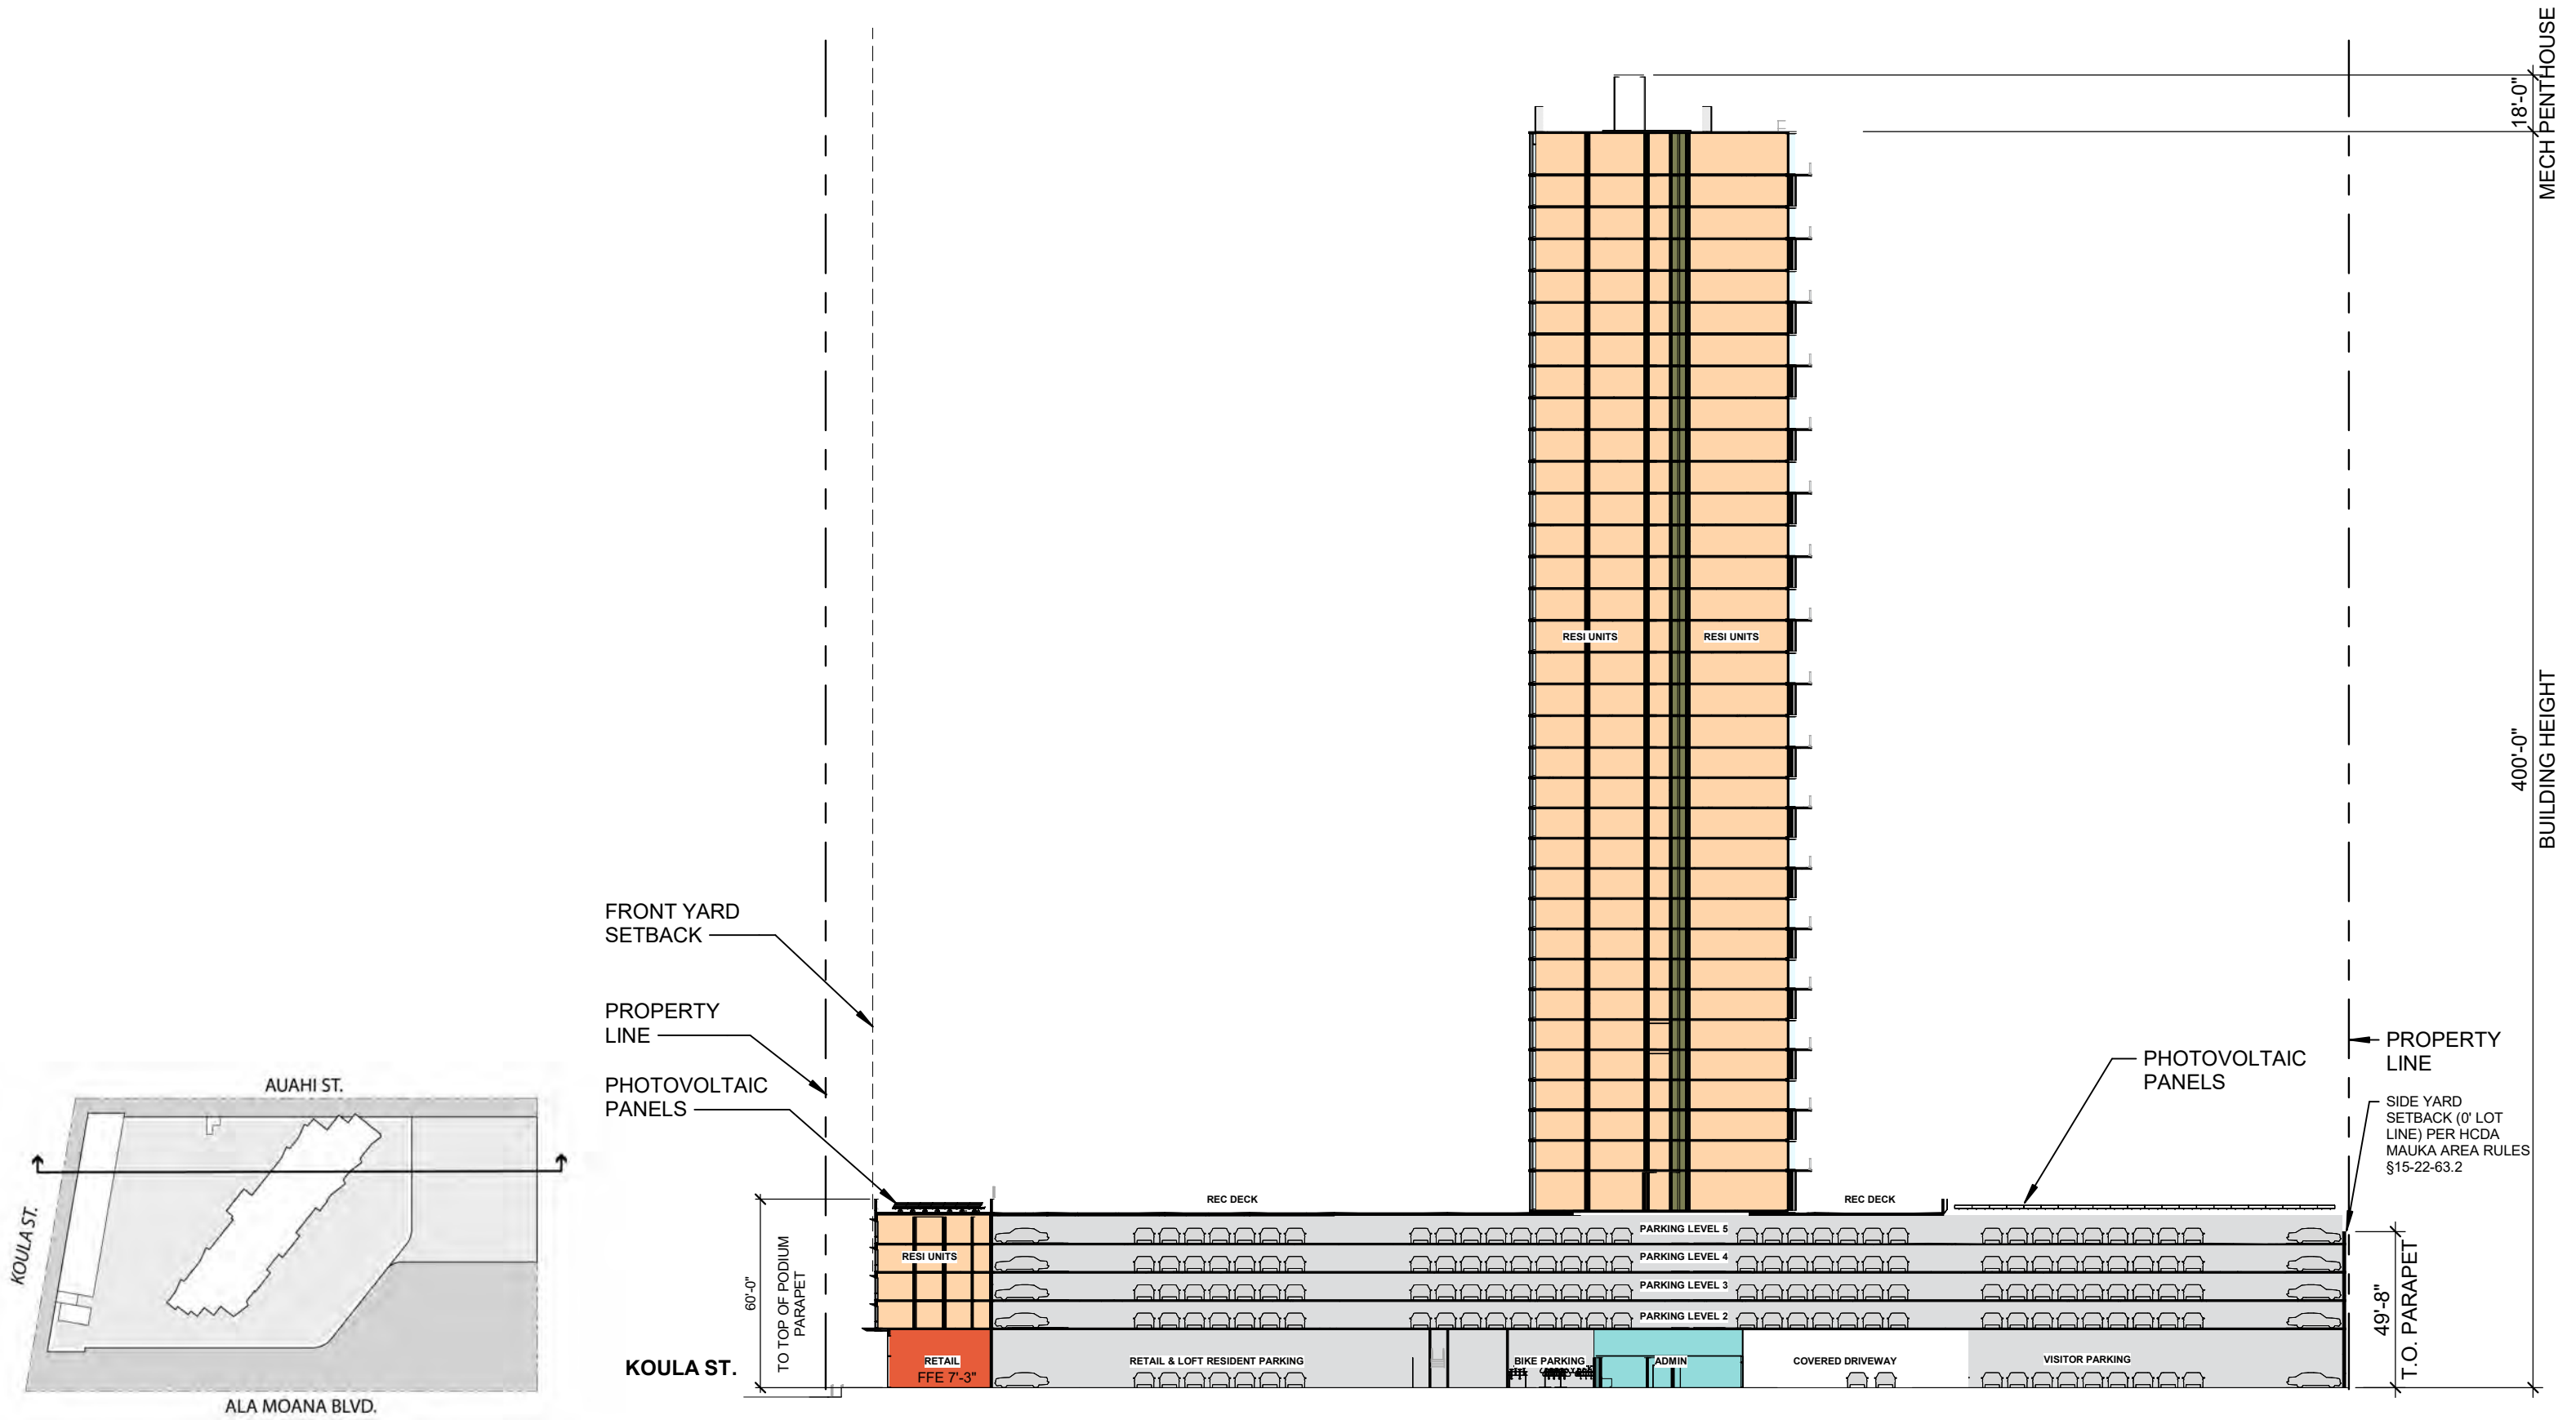 MECH PENTHOUSE
18'-0"
RESI UNITS
RESI UNITS
400'-0"
BUILDING HEIGHT
FRONT YARD
SETBACK
PROPERTY
LINE
PHOTOVOLTAIC
PANELS
PHOTOVOLTAIC
PANELS
PROPERTY
LINE
SIDE YARD
SETBACK (0' LOT
LINE) PER HCDA
MAUKA AREA RULES
§15-22-63.2
AUAHI ST.
KOULA ST.
ALA MOANA BLVD.
60'-0"
TO TOP OF PODIUM
PARAPET
REC DECK
REC DECK
RESI UNITS
PARKING LEVEL 5
PARKING LEVEL 4
PARKING LEVEL 3
PARKING LEVEL 2
49'-8"
T.O. PARAPET
KOULA ST.
RETAIL
FFE 7'-3"
RETAIL & LOFT RESIDENT PARKING
BIKE PARKING
ADMIN
COVERED DRIVEWAY
VISITOR PARKING